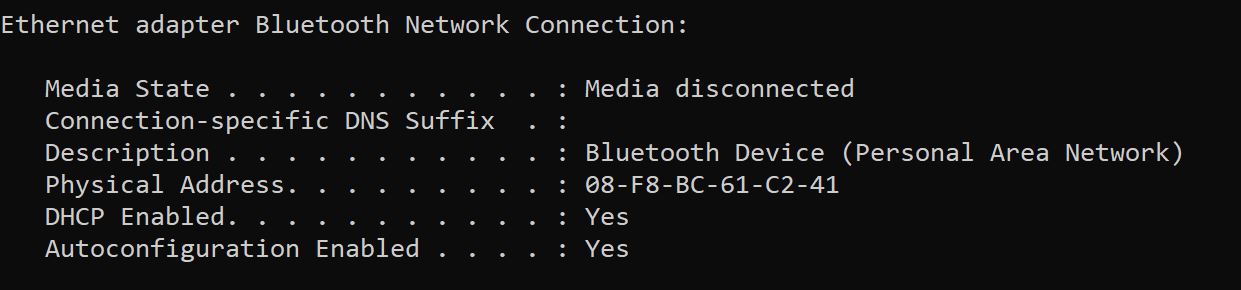 Ethernet adapter Bluetooth Network Connection:
Media State . . . . . . . . . . . : Media disconnected
Connection-specific DNS Suffix  . :
Description . . . . . . . . . . . : Bluetooth Device (Personal Area Network)
Physical Address. . . . . . . . . : 08-F8-BC-61-C2-41
DHCP Enabled. . . . . . . . . . . : Yes
Autoconfiguration Enabled . . . . : Yes